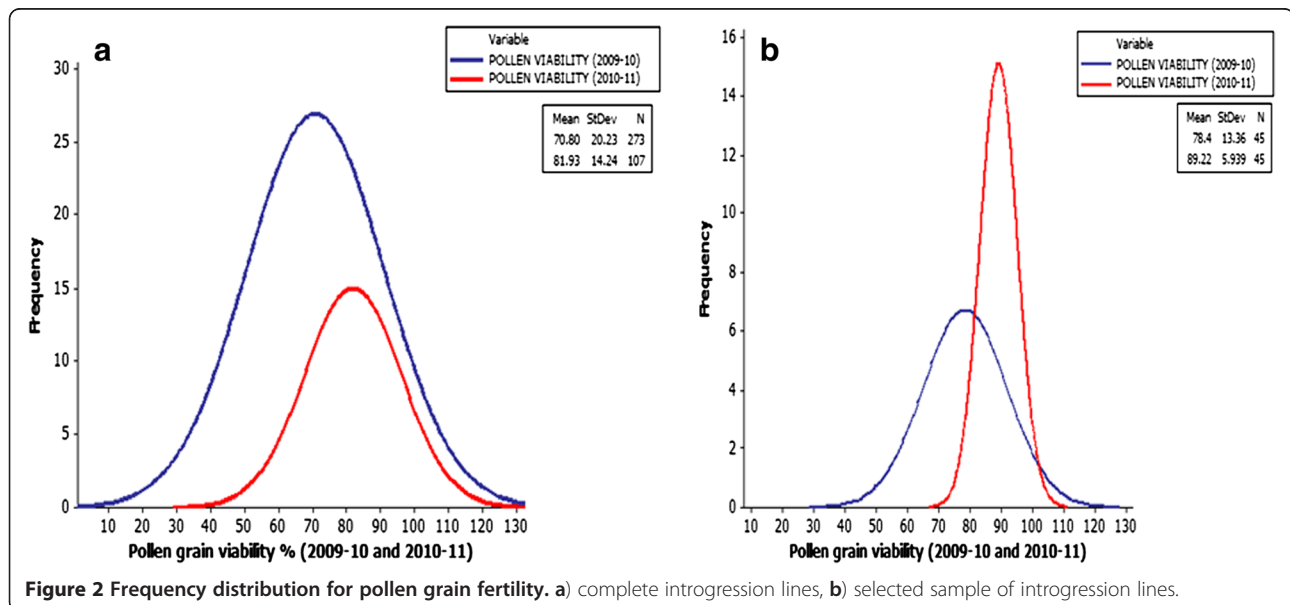 a
Variable
POLLEN VIABILITY (2009-10)
POLLEN VIABILITY (2010-11)
Mean StDev N
70.80 20.23 273
81.93 14.24 107
30
25
20
15
10
5
0
Frequency
10 20 30 40 50 60 70 80 90 100 110 120 130
Pollen grain viability % (2009-10 and 2010-11)
b
Variable
POLLEN VIABILITY (2009-10)
POLLEN VIABILITY (2010-11)
Mean StDev N
78.4 13.36 45
89.22 5.939 45
16
14
12
10
8
6
4
2
0
Frequency
10 20 30 40 50 60 70 80 90 100 110 120 130
Pollen grain viability (2009-10 and 2010-11)
Figure 2 Frequency distribution for pollen grain fertility. a) complete introgression lines, b) selected sample of introgression lines.